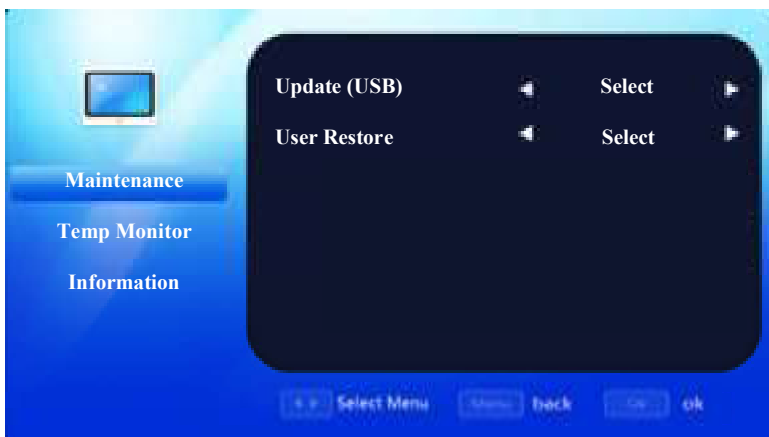 Update (USB) Select
User Restore Select
Maintenance
Temp Monitor
Information
Select Menu Menu back OK ok